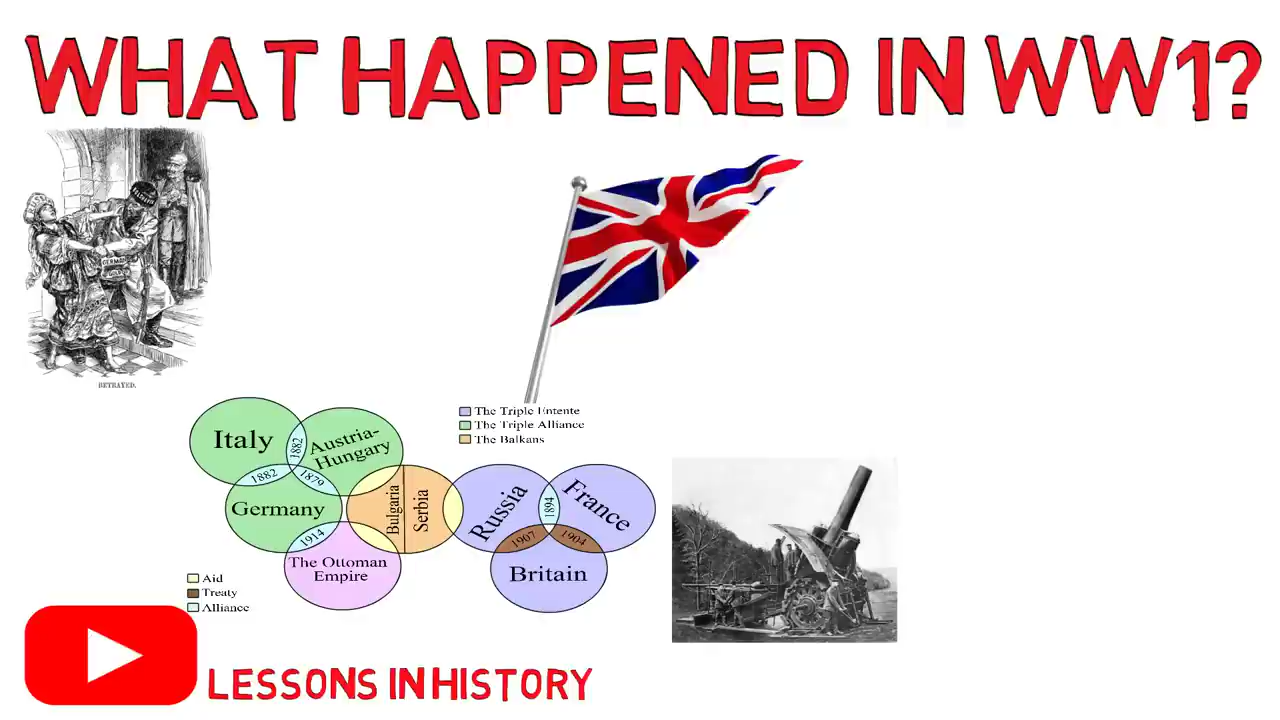 WHAT HAPPENED IN WW1?
BETRAYED.
The Triple Entente
The Triple Alliance
The Balkans
Italy
1882
Austria-
Hungary
1882
1879
Germany
Bulgaria
Serbia
Russia
1894
France
1914
1907
1904
The Ottoman
Empire
Britain
Aid
Treaty
Alliance
LESSONS IN HISTORY